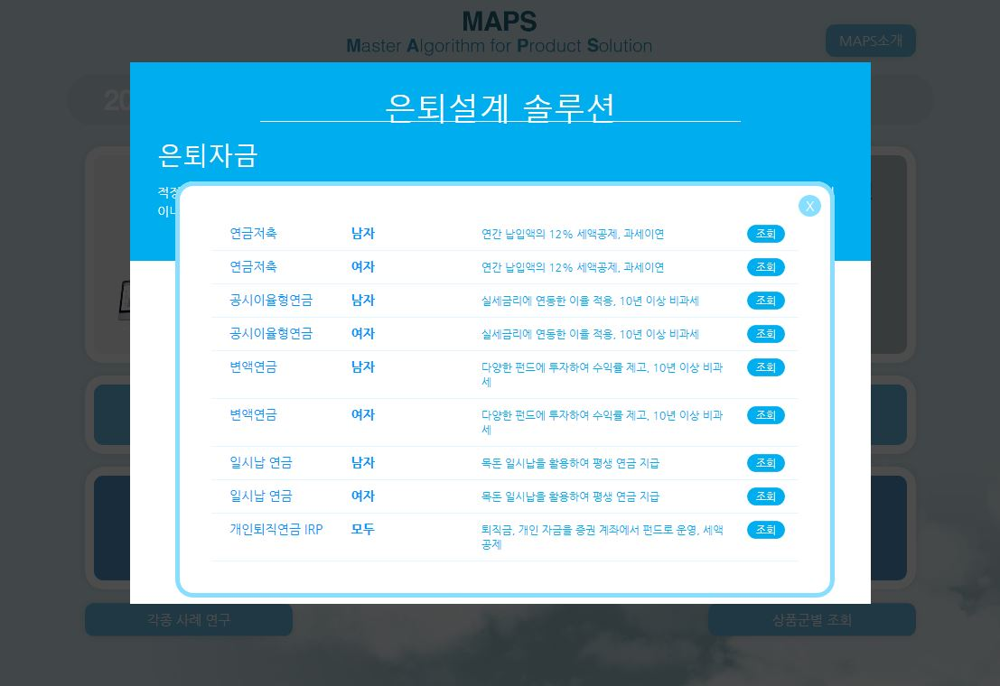 MAPS
Master Algorithm for Product Solution
MAPS소개
20
은퇴설계 솔루션
은퇴자금
X
연금저축 남자 연간 납입액의 12% 세액공제, 과세이연 조회
연금저축 여자 연간 납입액의 12% 세액공제, 과세이연 조회
공시이율형연금 남자 실세금리에 연동한 이율 적용, 10년 이상 비과세 조회
공시이율형연금 여자 실세금리에 연동한 이율 적용, 10년 이상 비과세 조회
변액연금 남자 다양한 펀드에 투자하여 수익률 제고, 10년 이상 비과 조회
세
변액연금 여자 다양한 펀드에 투자하여 수익률 제고, 10년 이상 비과 조회
세
일시납 연금 남자 목돈 일시납을 활용하여 평생 연금 지급 조회
일시납 연금 여자 목돈 일시납을 활용하여 평생 연금 지급 조회
개인퇴직연금 IRP 모두 퇴직금, 개인 자금을 증권 계좌에서 펀드로 운영, 세액 조회
공제
각종 사례 연구
상품군별 조회